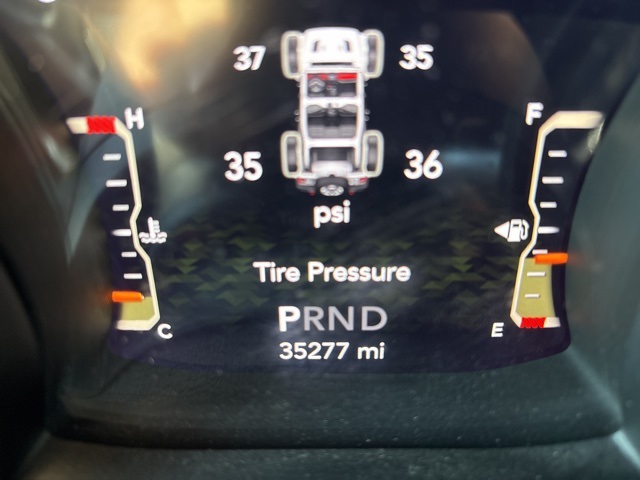 37 35
H F
35 36
psi
Tire Pressure
PRND
C E
35277 mi